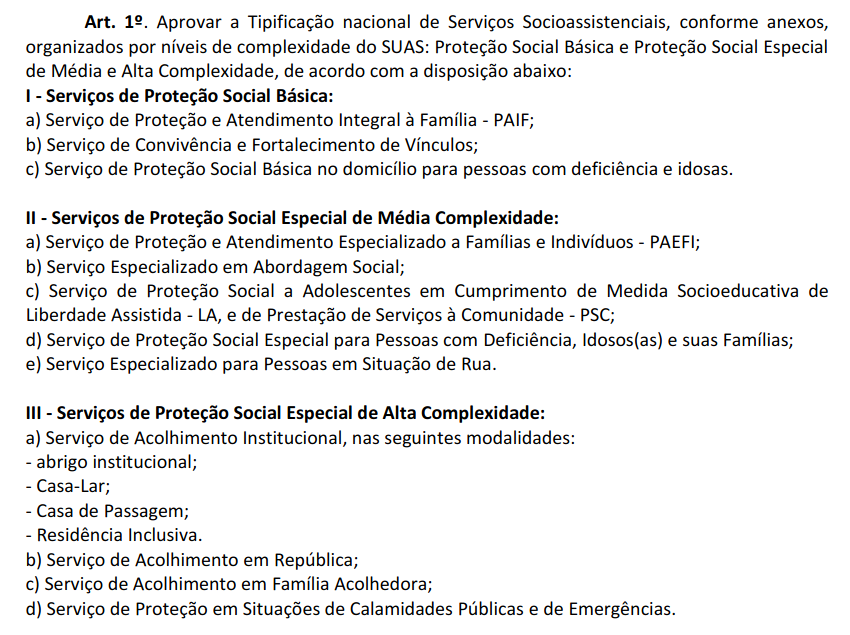 Art. 1º. Aprovar a Tipificação nacional de Serviços Socioassistenciais, conforme anexos,
organizados por níveis de complexidade do SUAS: Proteção Social Básica e Proteção Social Especial
de Média e Alta Complexidade, de acordo com a disposição abaixo:
I - Serviços de Proteção Social Básica:
a) Serviço de Proteção e Atendimento Integral à Família - PAIF;
b) Serviço de Convivência e Fortalecimento de Vínculos;
c) Serviço de Proteção Social Básica no domicílio para pessoas com deficiência e idosas.
II - Serviços de Proteção Social Especial de Média Complexidade:
a) Serviço de Proteção e Atendimento Especializado a Famílias e Indivíduos - PAEFI;
b) Serviço Especializado em Abordagem Social;
c) Serviço de Proteção Social a Adolescentes em Cumprimento de Medida Socioeducativa de
Liberdade Assistida - LA, e de Prestação de Serviços à Comunidade - PSC;
d) Serviço de Proteção Social Especial para Pessoas com Deficiência, Idosos(as) e suas Famílias;
e) Serviço Especializado para Pessoas em Situação de Rua.
III - Serviços de Proteção Social Especial de Alta Complexidade:
a) Serviço de Acolhimento Institucional, nas seguintes modalidades:
- abrigo institucional;
- Casa-Lar;
- Casa de Passagem;
- Residência Inclusiva.
b) Serviço de Acolhimento em República;
c) Serviço de Acolhimento em Família Acolhedora;
d) Serviço de Proteção em Situações de Calamidades Públicas e de Emergências.